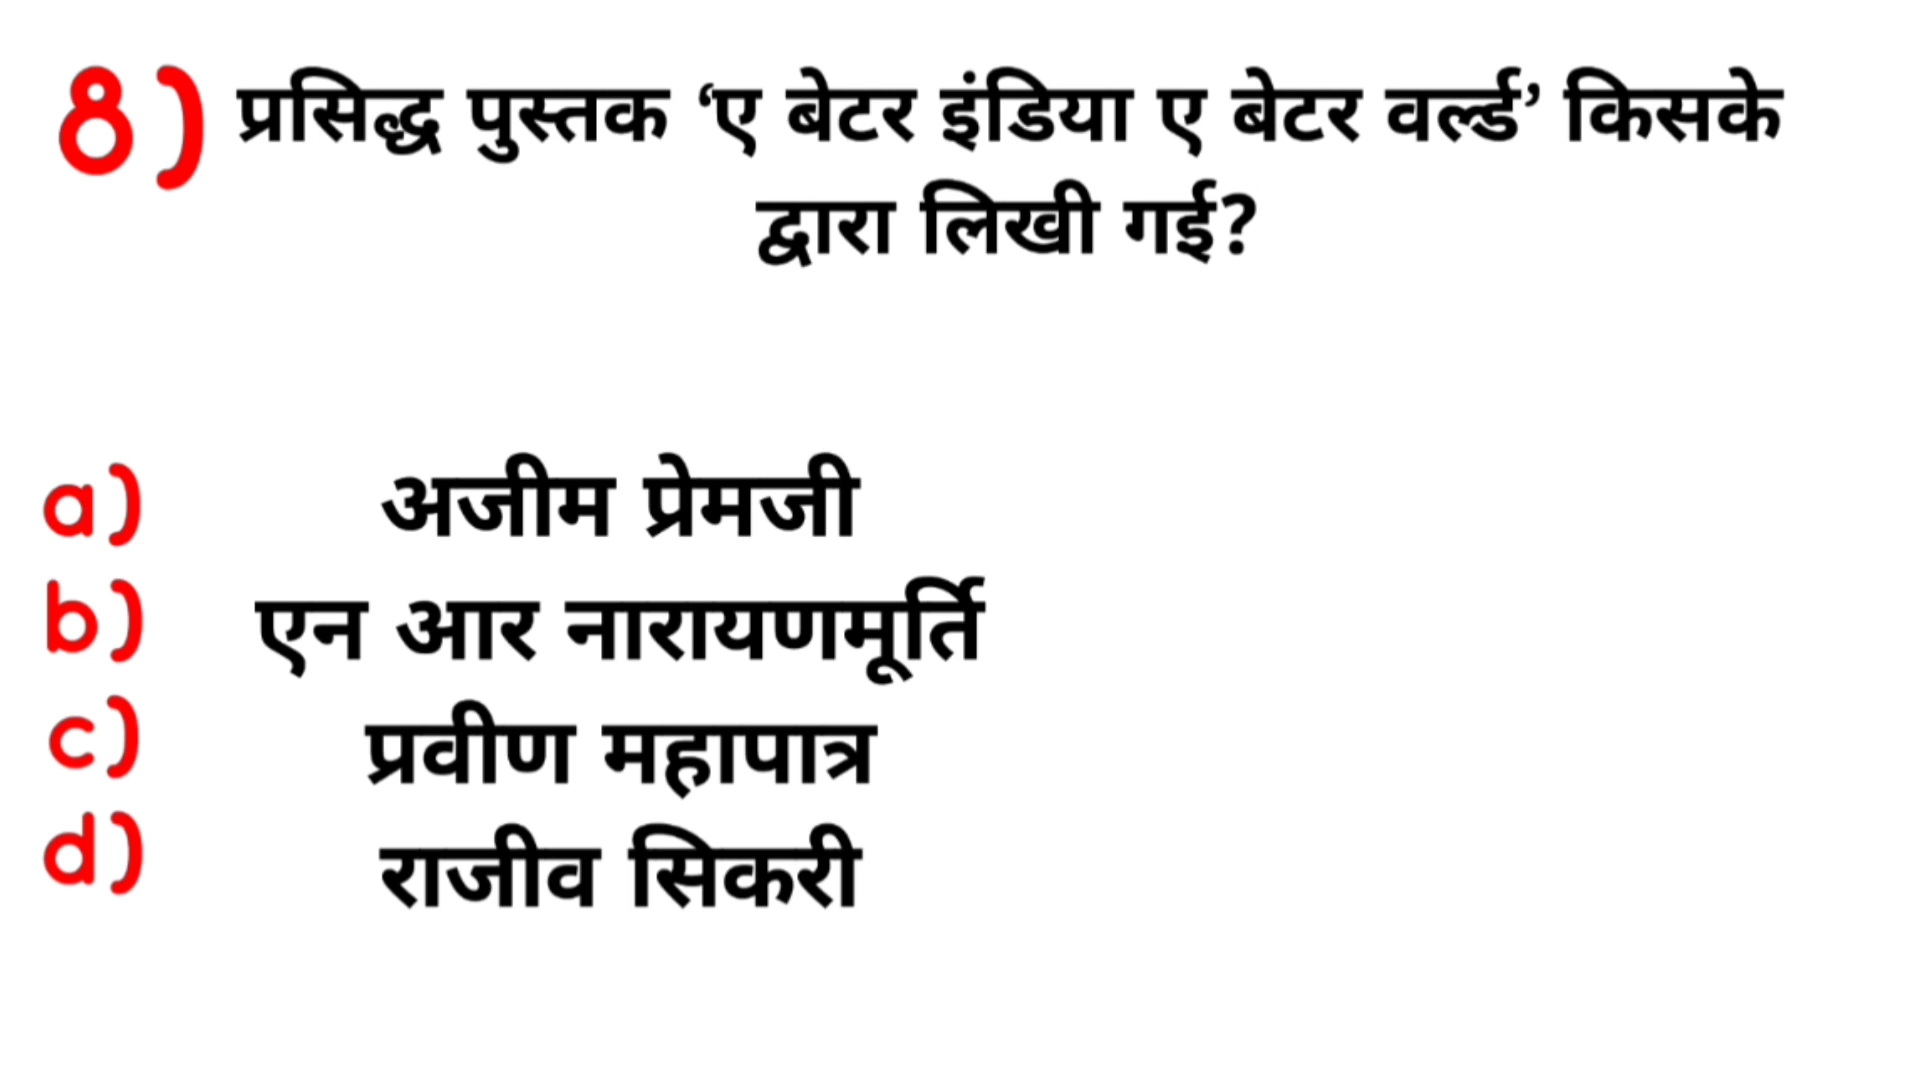 8) प्रसिद्ध पुस्तक ‘ए बेटर इंडिया ए बेटर वर्ल्ड’ किसके
द्वारा लिखी गई?
a) अजीम प्रेमजी
b) एन आर नारायणमूर्ति
c) प्रवीण महापात्र
d) राजीव सिकरी